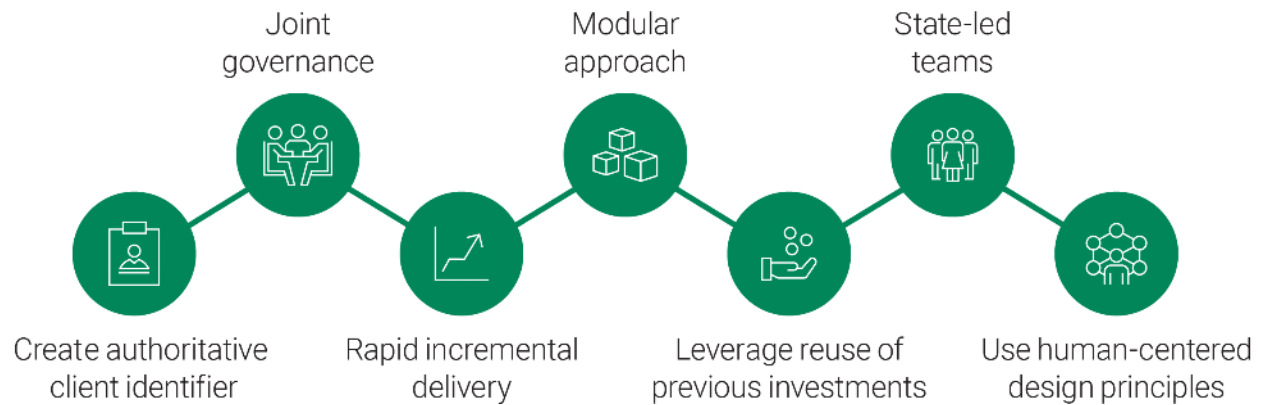 Joint
governance
Modular
approach
State-led
teams
Create authoritative
client identifier
Rapid incremental
delivery
Leverage reuse of
previous investments
Use human-centered
design principles